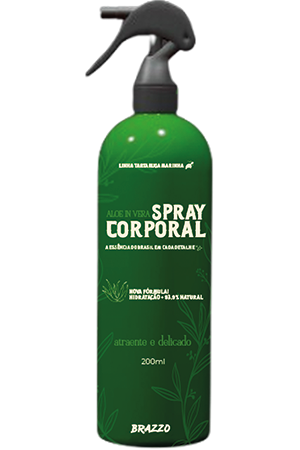 LINHA TARTARUGA MARINHA
ALOE IN VERA SPRAY
CORPORAL
A ESSÊNCIA DO BRASIL EM CADA DETALHE
NOVA FÓRMULA!
HIDRATAÇÃO + 93,9% NATURAL
atraente e delicado
200ml
BRAZZO